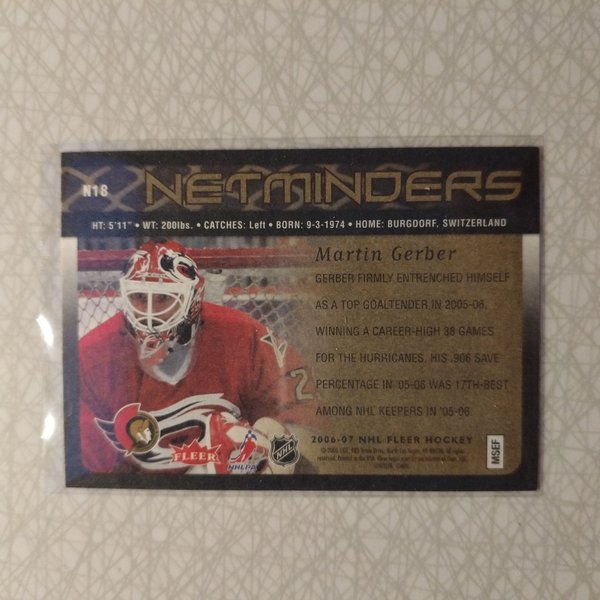 N18
NETMINDERS
HT: 5'11" • WT: 200lbs. • CATCHES: Left • BORN: 9-3-1974 • HOME: BURGDORF, SWITZERLAND
Martin Gerber
GERBER FIRMLY ENTRENCHED HIMSELF
AS A TOP GOALTENDER IN 2005-06,
WINNING A CAREER-HIGH 38 GAMES
FOR THE HURRICANES. HIS .906 SAVE
PERCENTAGE IN '05-06 WAS 17TH-BEST
AMONG NHL KEEPERS IN '05-06
2
FLEER
NHLPA
NHL
2006-07 NHL FLEER HOCKEY
MSEF